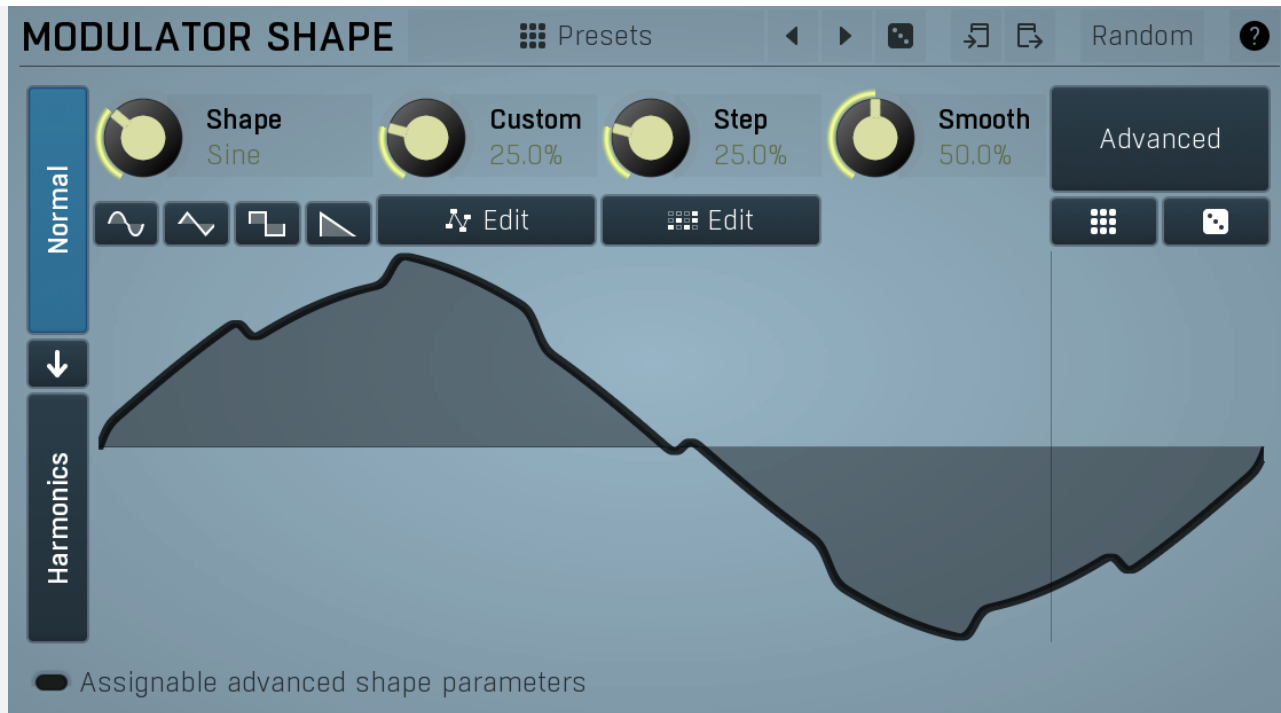 MODULATOR SHAPE Presets Random ?
Shape Custom Step Smooth
Sine 25.0% 25.0% 50.0%
Advanced
Normal
Edit Edit
Harmonics
Assignable advanced shape parameters